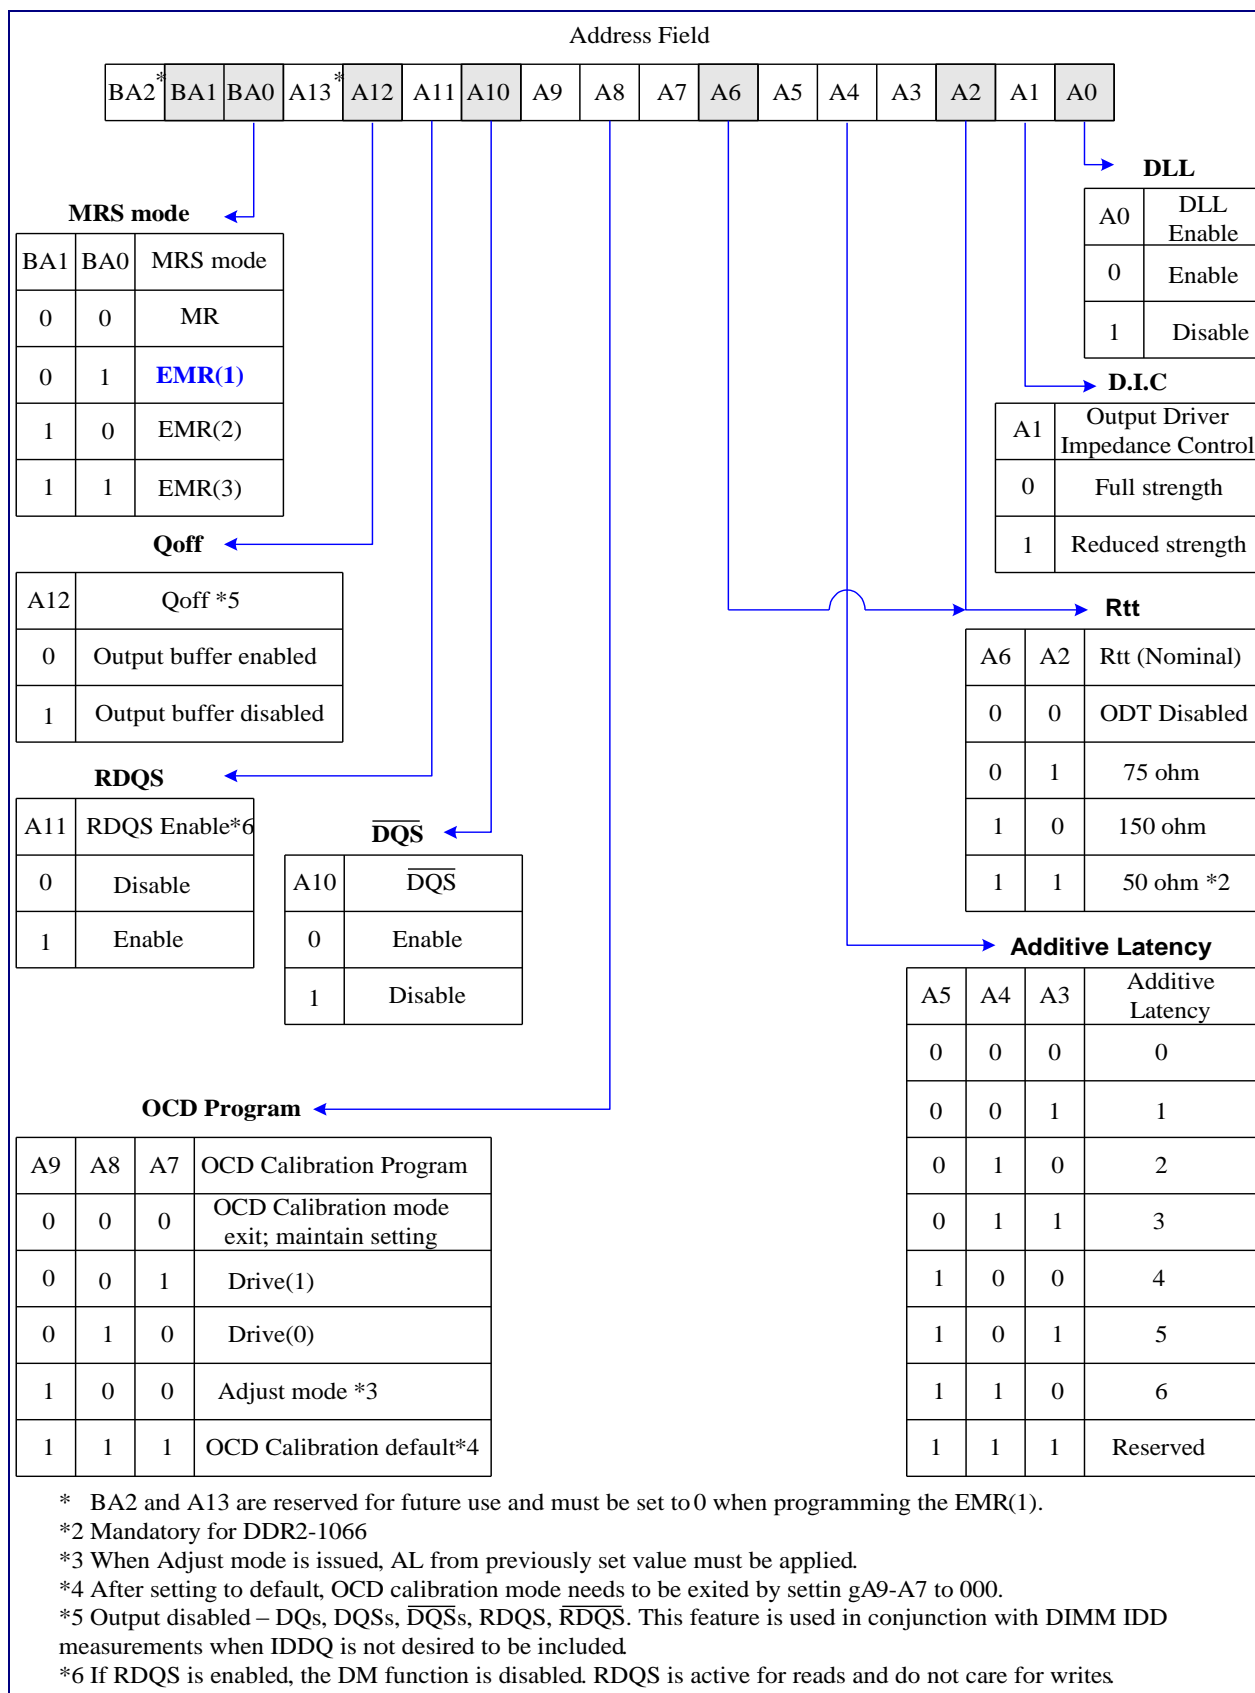 Address Field
BA2* BA1 BA0 A13* A12 A11 A10 A9 A8 A7 A6 A5 A4 A3 A2 A1 A0
DLL
A0 DLL Enable
0 Enable
1 Disable
MRS mode
BA1 BA0 MRS mode
0 0 MR
0 1 EMR(1)
1 0 EMR(2)
1 1 EMR(3)
D.I.C
A1 Output Driver Impedance Control
0 Full strength
1 Reduced strength
Qoff
A12 Qoff *5
0 Output buffer enabled
1 Output buffer disabled
Rtt
A6 A2 Rtt (Nominal)
0 0 ODT Disabled
0 1 75 ohm
1 0 150 ohm
1 1 50 ohm *2
RDQS
A11 RDQS Enable*6
0 Disable
1 Enable
D̅Q̅S̅
A10 D̅Q̅S̅
0 Enable
1 Disable
Additive Latency
A5 A4 A3 Additive Latency
0 0 0 0
0 0 1 1
0 1 0 2
0 1 1 3
1 0 0 4
1 0 1 5
1 1 0 6
1 1 1 Reserved
OCD Program
A9 A8 A7 OCD Calibration Program
0 0 0 OCD Calibration mode exit; maintain setting
0 0 1 Drive(1)
0 1 0 Drive(0)
1 0 0 Adjust mode *3
1 1 1 OCD Calibration default*4
* BA2 and A13 are reserved for future use and must be set to 0 when programming the EMR(1).
*2 Mandatory for DDR2-1066
*3 When Adjust mode is issued, AL from previously set value must be applied.
*4 After setting to default, OCD calibration mode needs to be exited by settin gA9-A7 to 000.
*5 Output disabled – DQs, DQSs, D̅Q̅S̅s, RDQS, R̅D̅Q̅S̅. This feature is used in conjunction with DIMM IDD
measurements when IDDQ is not desired to be included.
*6 If RDQS is enabled, the DM function is disabled. RDQS is active for reads and do not care for writes.